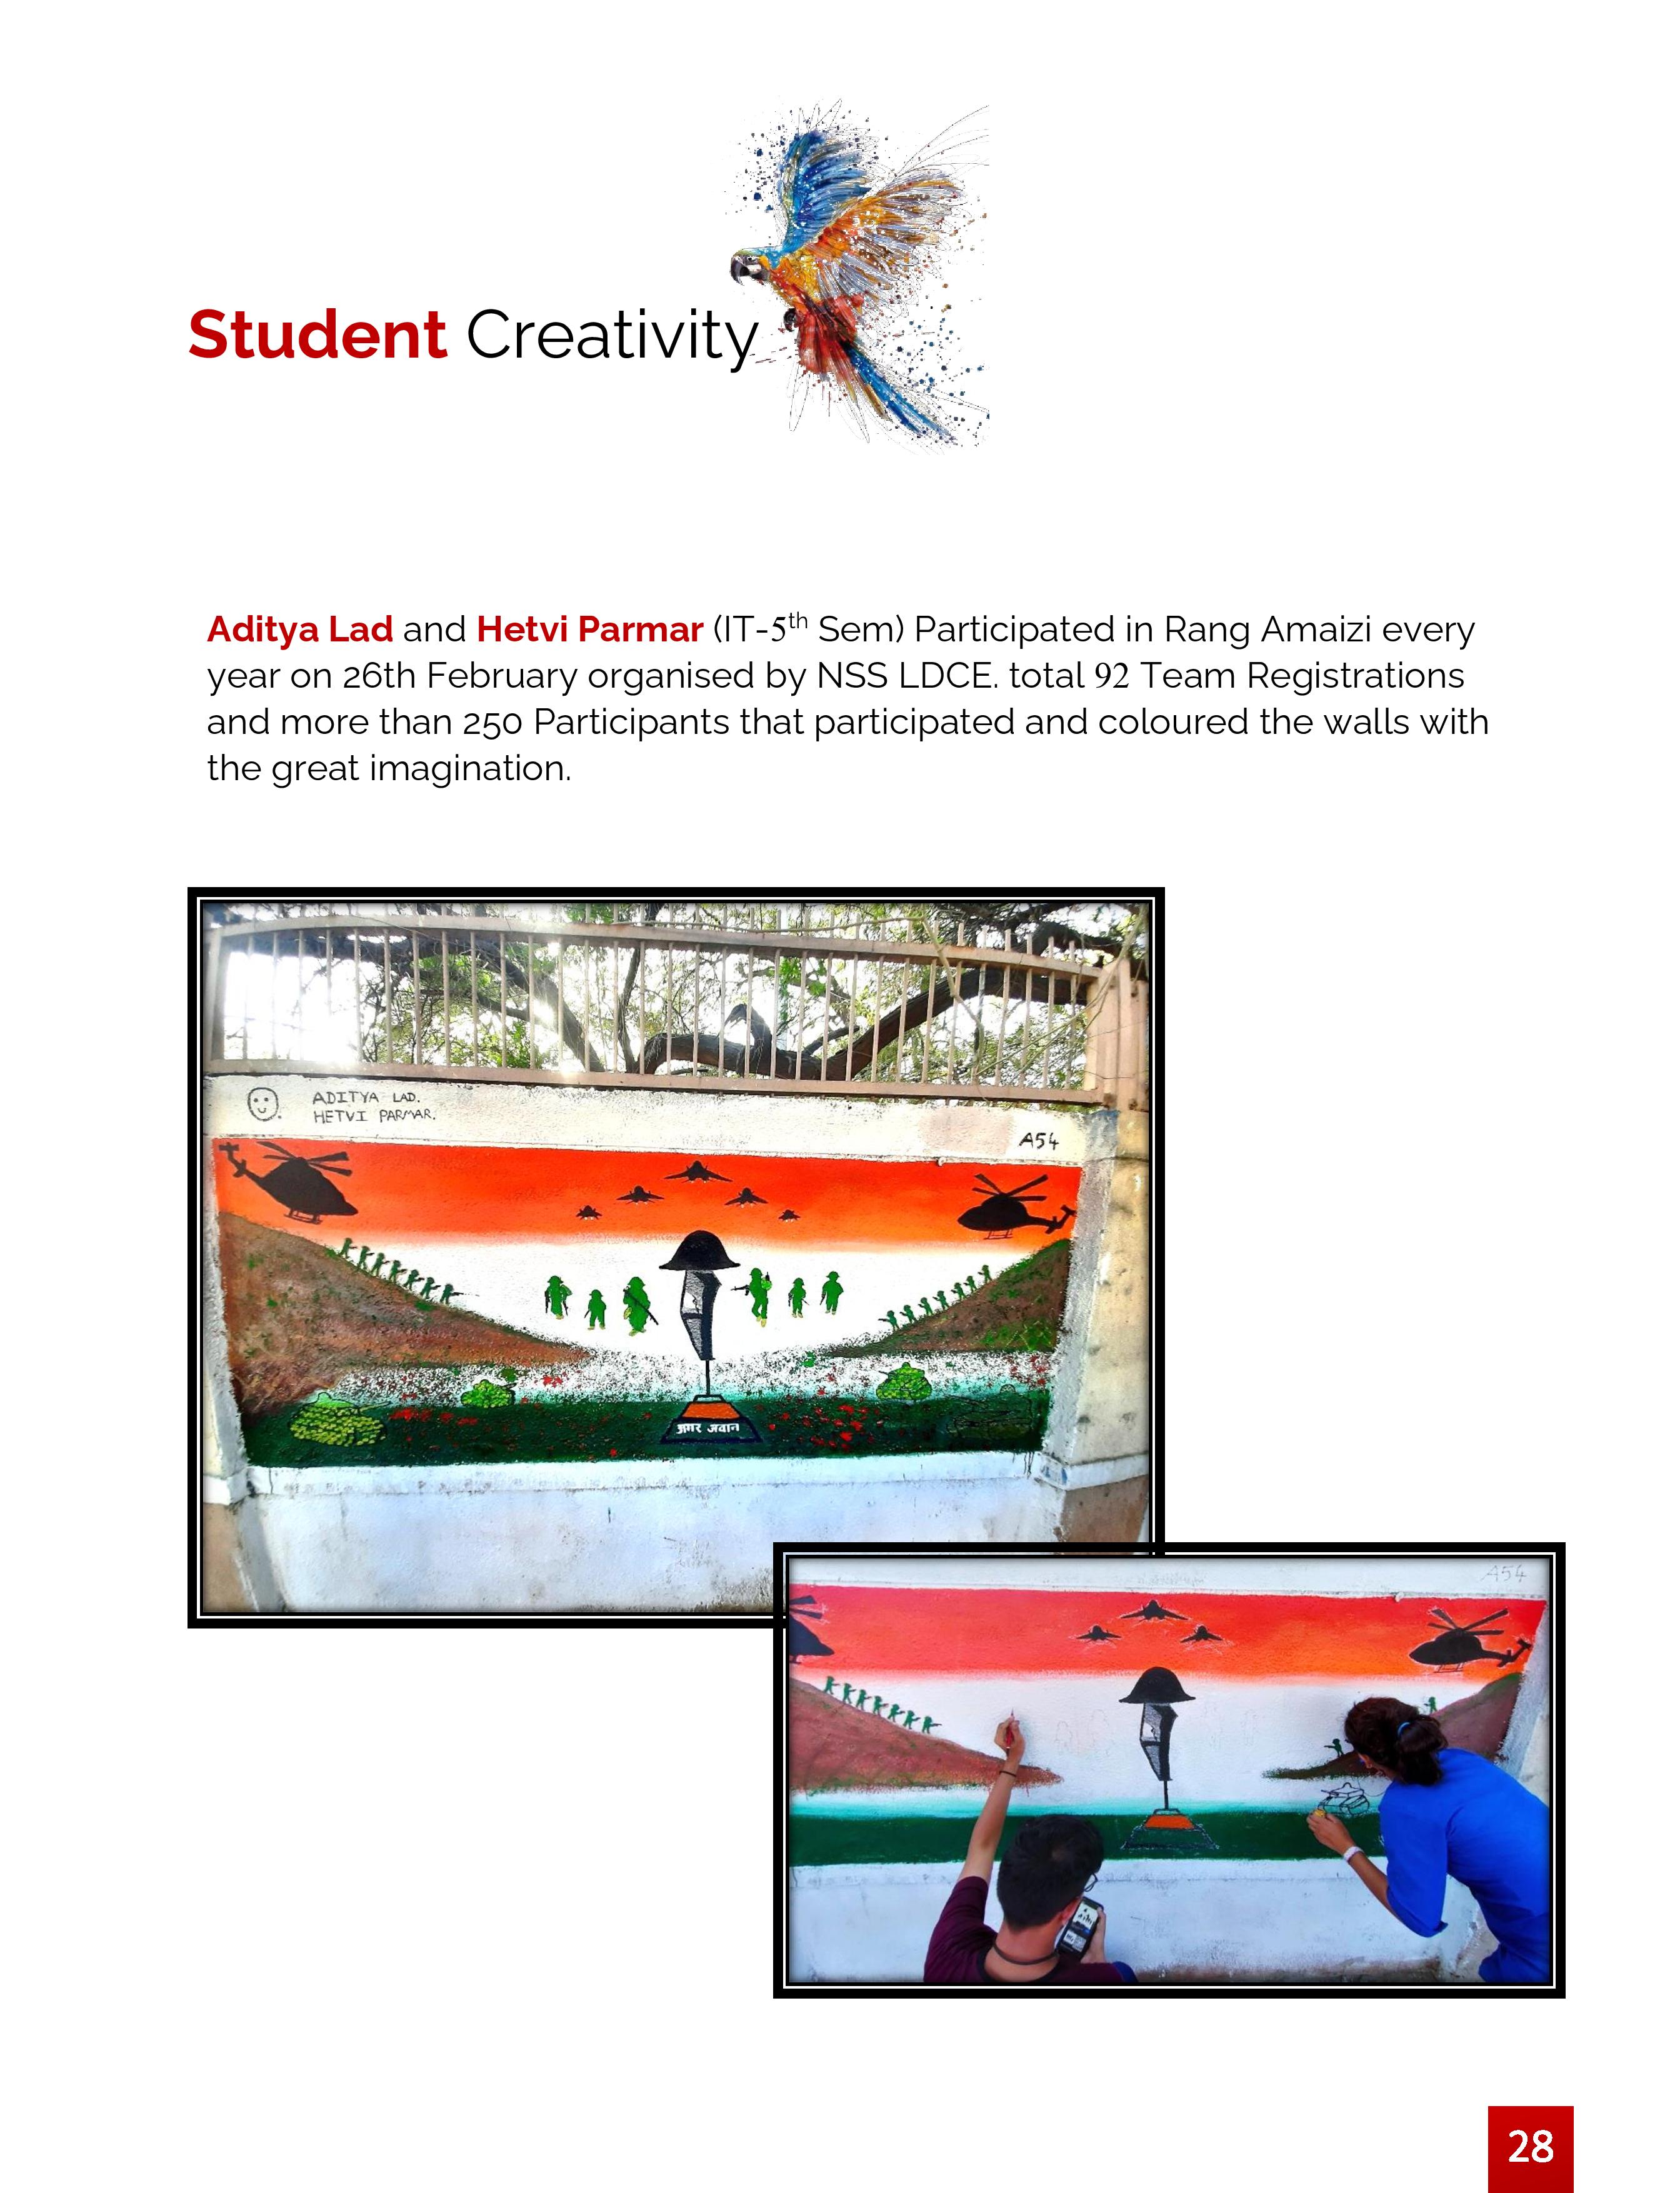 Student Creativity
Aditya Lad and Hetvi Parmar (IT-5th Sem) Participated in Rang Amaizi every
year on 26th February organised by NSS LDCE. total 92 Team Registrations
and more than 250 Participants that participated and coloured the walls with
the great imagination.
ADITYA LAD.
HETVI PARMAR.
A54
अमर जवान
A54
28